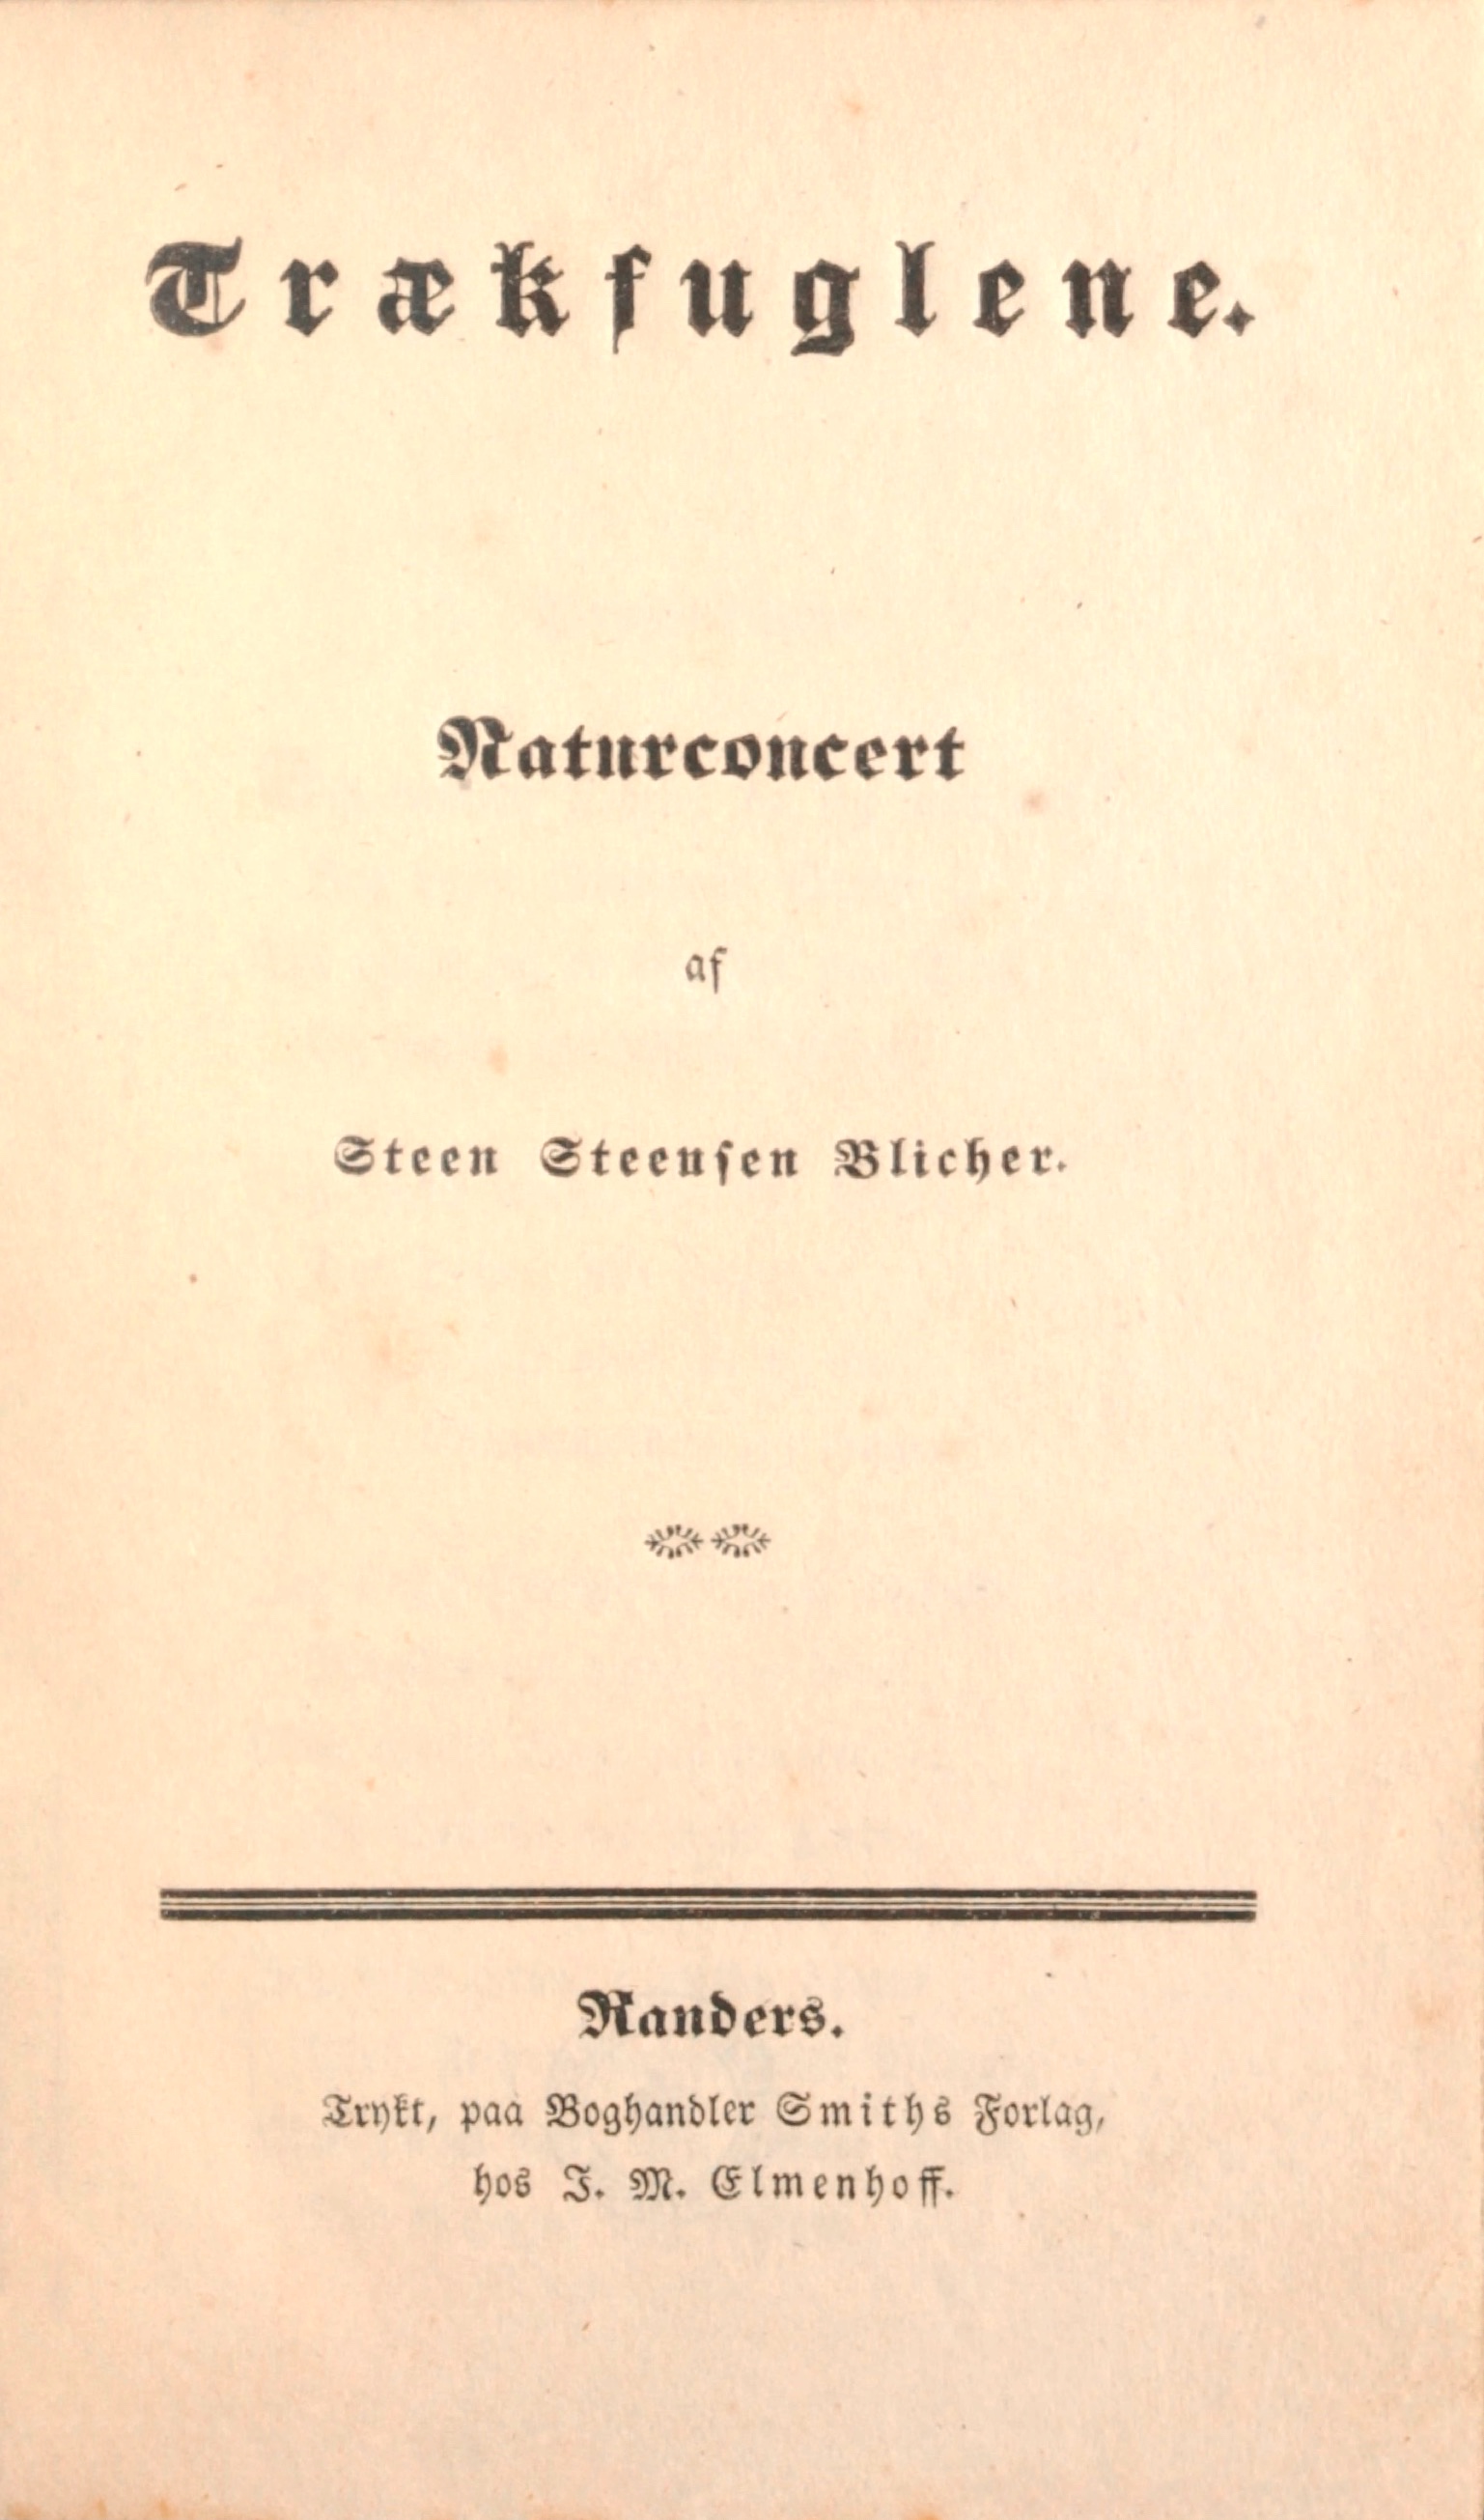 Trækfuglene.
Naturconcert
af
Steen Steensen Blicher.
Randers.
Trykt, paa Boghandler Smiths Forlag,
hos J. M. Elmenhoff.